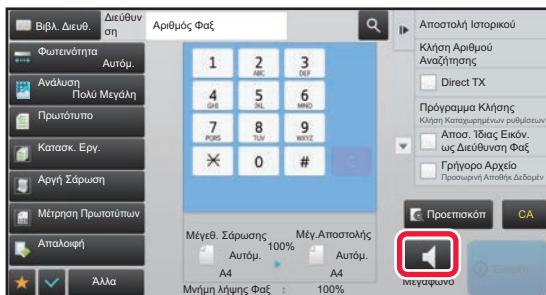 Βιβλ. Διευθ.
Διεύθυν
ση
Αριθμός Φαξ
Φωτεινότητα
Αυτόμ.
Ανάλυση
Πολύ Μεγάλη
Πρωτότυπο
Κατασκ. Εργ.
Αργή Σάρωση
Μέτρηση Πρωτοτύπων
Απαλοιφή
Άλλα
1
2 ABC
3 DEF
4 GHI
5 JKL
6 MNO
7 PQRS
8 TUV
9 WXYZ
0
#
C
Μέγεθ. Σάρωσης
100%
Μέγ.Αποστολής
Αυτόμ.
Αυτόμ.
A4
A4
Μνήμη λήψης Φαξ : 100%
Αποστολή Ιστορικού
Κλήση Αριθμού
Αναζήτησης
Direct TX
Πρόγραμμα Κλήσης
Κλήση Καταχωρημένων ρυθμίσεων
Αποσ. Ίδιας Εικόν.
ως Διεύθυνση Φαξ
Γρήγορο Αρχείο
Προσωρινή Αποθήκ Δεδομέν
Προεπισκόπ
CA
Μεγάφωνο
Έναρξη